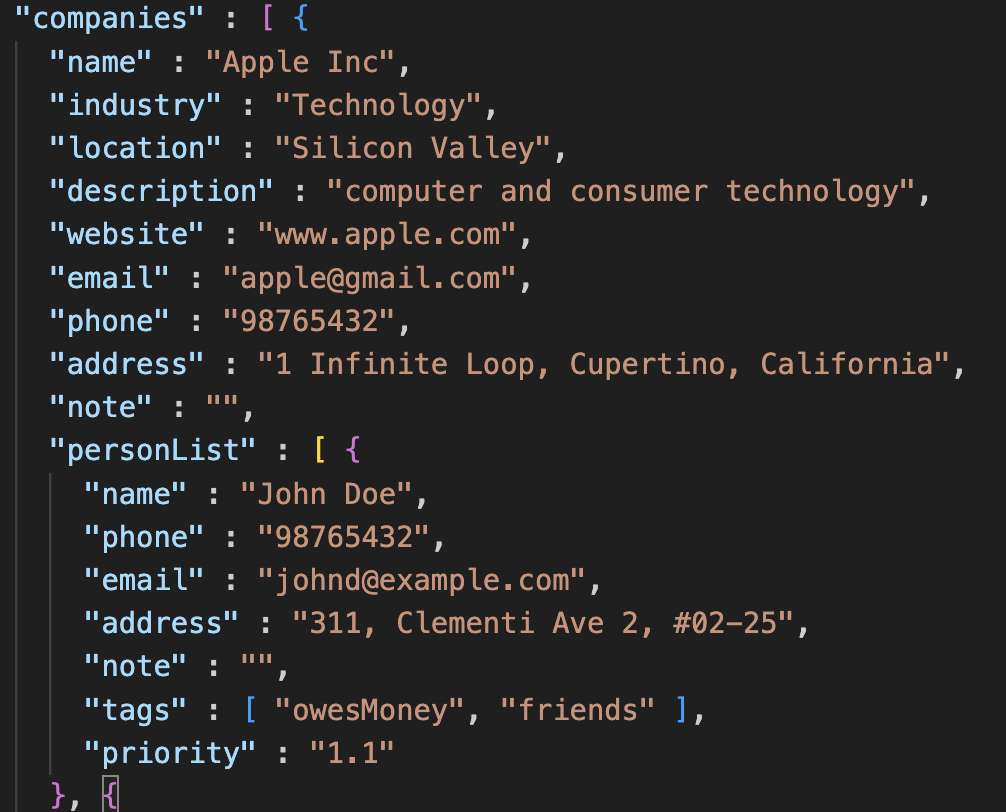 "companies" : [ {
"name" : "Apple Inc",
"industry" : "Technology",
"location" : "Silicon Valley",
"description" : "computer and consumer technology",
"website" : "www.apple.com",
"email" : "apple@gmail.com",
"phone" : "98765432",
"address" : "1 Infinite Loop, Cupertino, California",
"note" : "",
"personList" : [ {
"name" : "John Doe",
"phone" : "98765432",
"email" : "johnd@example.com",
"address" : "311, Clementi Ave 2, #02-25",
"note" : "",
"tags" : [ "owesMoney", "friends" ],
"priority" : "1.1"
}, {